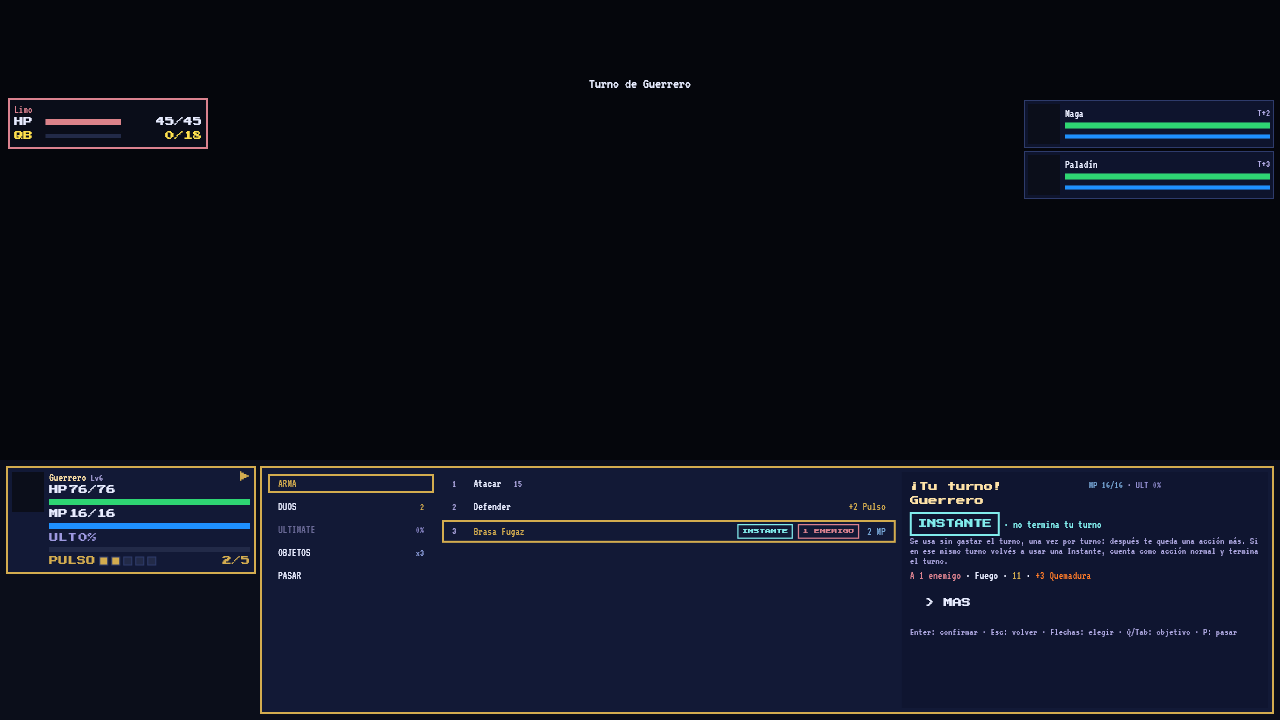 Turno de Guerrero
Limo
HP 45/45
QB 0/18
Maga T+2
Paladín T+3
Guerrero Lv6
HP 76/76
MP 16/16
ULT 0%
PULSO 2/5
ARMA
DUOS 2
ULTIMATE 0%
OBJETOS x3
PASAR
1 Atacar 15
2 Defender +2 Pulso
3 Brasa Fugaz INSTANTE 1 ENEMIGO 2 MP
¡Tu turno! MP 16/16 · ULT 0%
Guerrero
INSTANTE · no termina tu turno
Se usa sin gastar el turno, una vez por turno: después te queda una acción más. Si
en ese mismo turno volvés a usar una Instante, cuenta como acción normal y termina
el turno.
A 1 enemigo · Fuego · 11 · +3 Quemadura
> MAS
Enter: confirmar · Esc: volver · Flechas: elegir · Q/Tab: objetivo · P: pasar